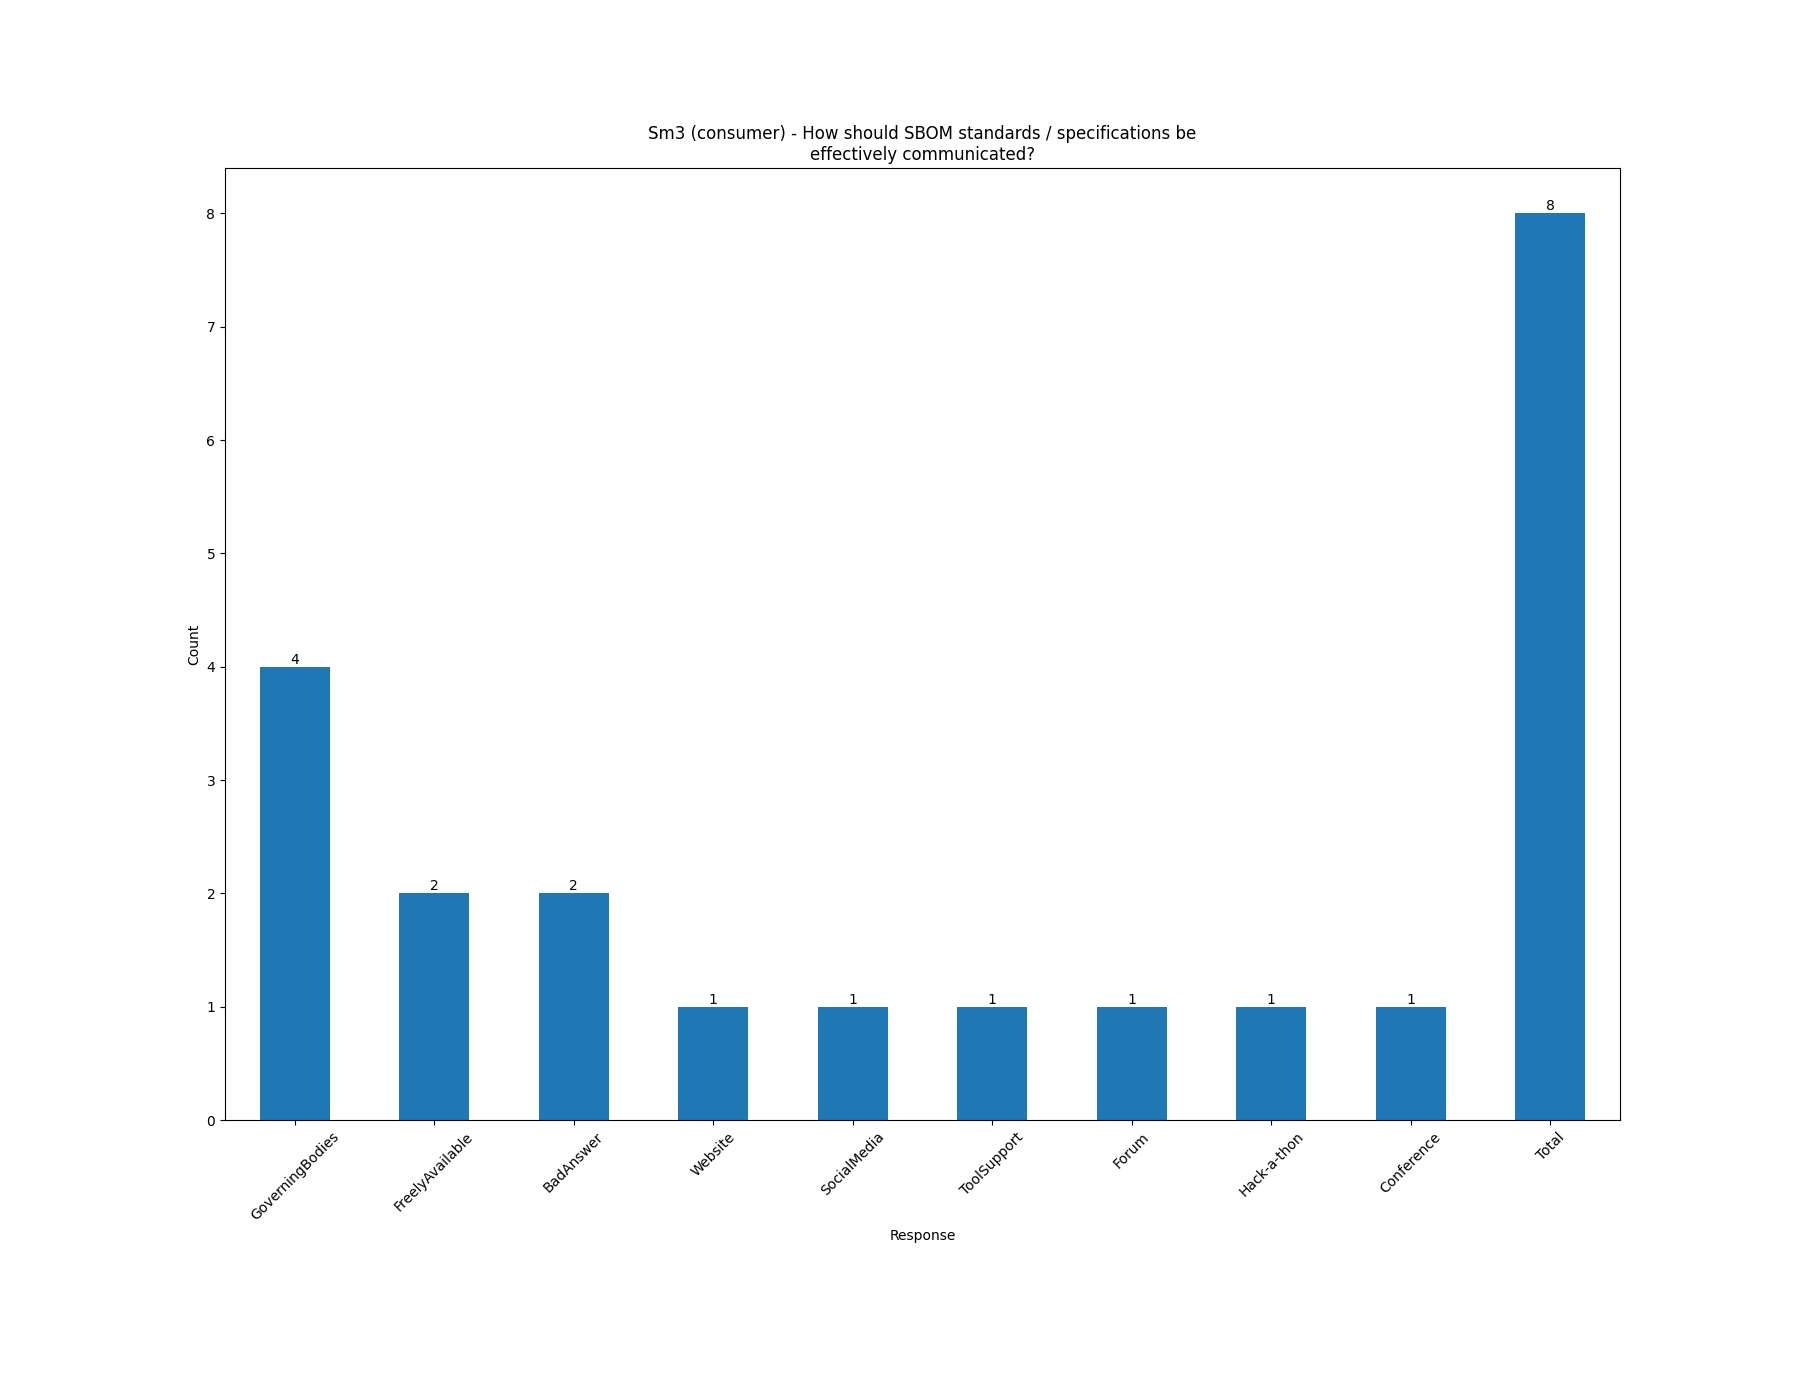 Sm3 (consumer) - How should SBOM standards / specifications be
effectively communicated?
Count
8
7
6
5
4
3
2
1
0
4
2
2
1
1
1
1
1
1
8
GoverningBodies
FreelyAvailable
BadAnswer
Website
SocialMedia
ToolSupport
Forum
Hack-a-thon
Conference
Total
Response